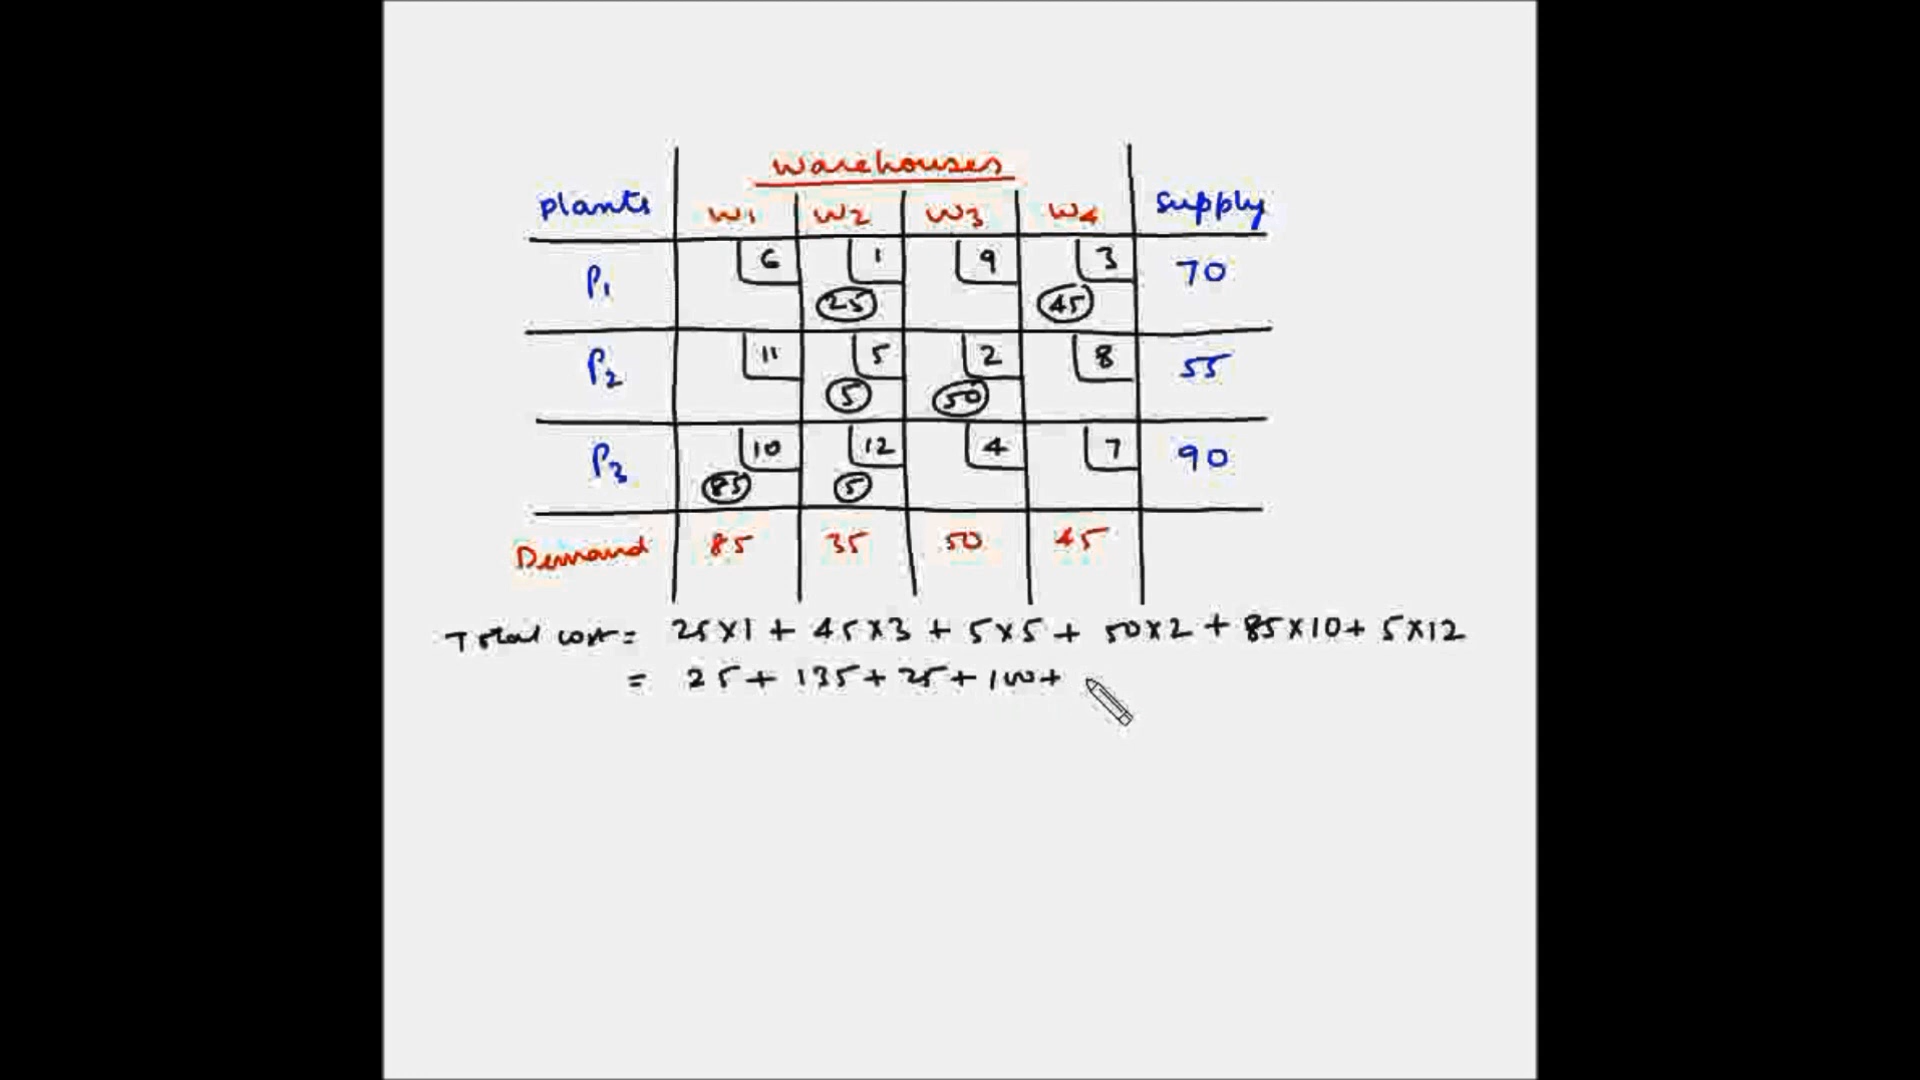 Warehouses
Plants W1 W2 W3 W4 Supply
P1 6 1 9 3 70
25 45
P2 11 5 2 8 55
5 50
P3 10 12 4 7 90
85 5
Demand 85 35 50 45
Total cost = 25×1 + 45×3 + 5×5 + 50×2 + 85×10 + 5×12
= 25 + 135 + 25 + 100 +